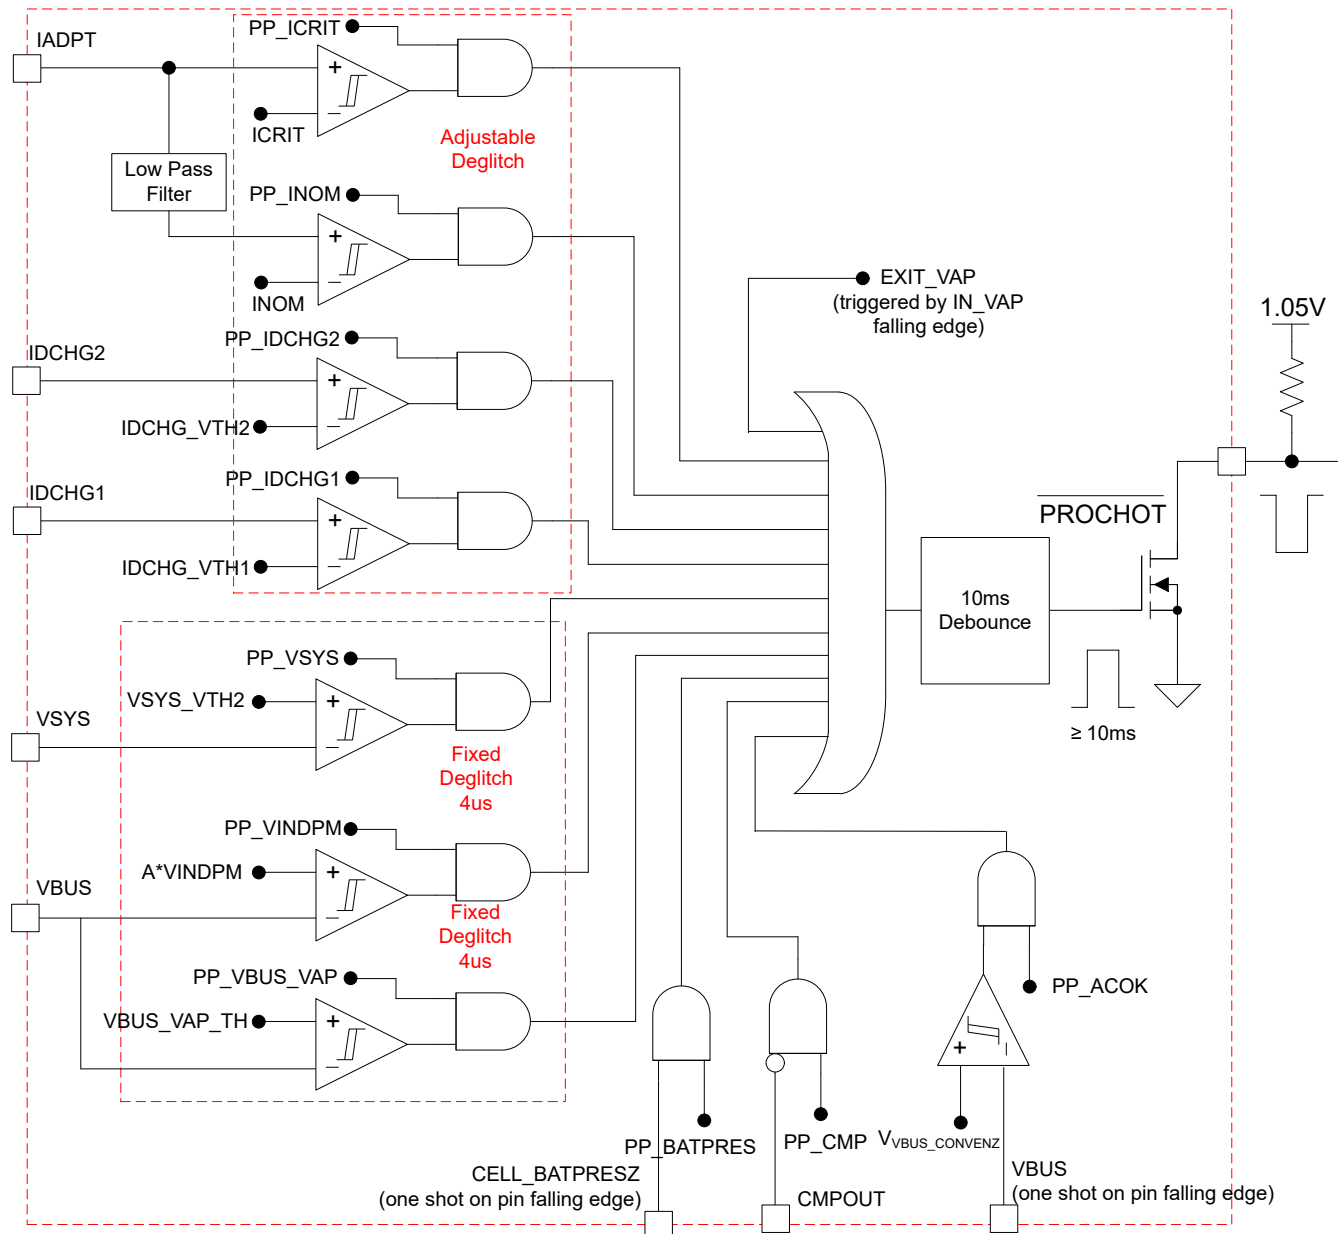 IADPT
PP_ICRIT
ICRIT
Adjustable
Deglitch
Low Pass
Filter
PP_INOM
INOM
EXIT_VAP
(triggered by IN_VAP
falling edge)
1.05V
IDCHG2
PP_IDCHG2
IDCHG_VTH2
IDCHG1
PP_IDCHG1
IDCHG_VTH1
PROCHOT
10ms
Debounce
≥ 10ms
PP_VSYS
VSYS_VTH2
VSYS
Fixed
Deglitch
4us
PP_VINDPM
A*VINDPM
VBUS
Fixed
Deglitch
4us
PP_VBUS_VAP
VBUS_VAP_TH
PP_ACOK
PP_BATPRES
PP_CMP
VVBUS_CONVENZ
CELL_BATPRESZ
(one shot on pin falling edge)
CMPOUT
VBUS
(one shot on pin falling edge)